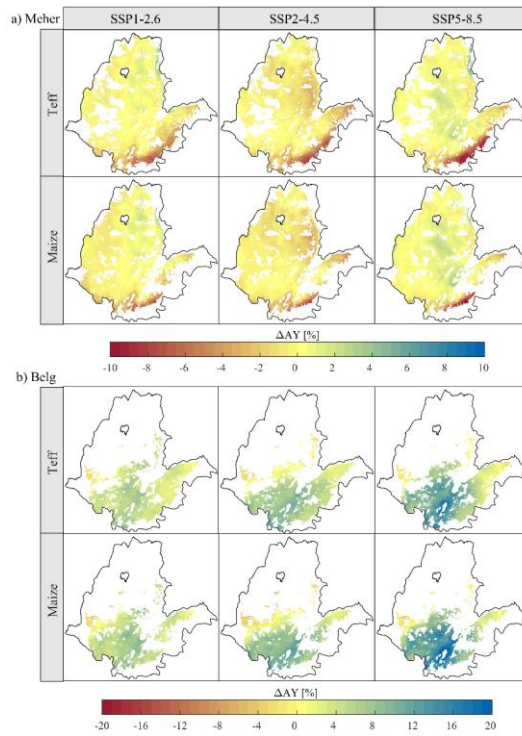 a) Meher
SSP1-2.6 SSP2-4.5 SSP5-8.5
Teff
Maize
ΔAY [%]
-10 -8 -6 -4 -2 0 2 4 6 8 10
b) Belg
Teff
Maize
ΔAY [%]
-20 -16 -12 -8 -4 0 4 8 12 16 20